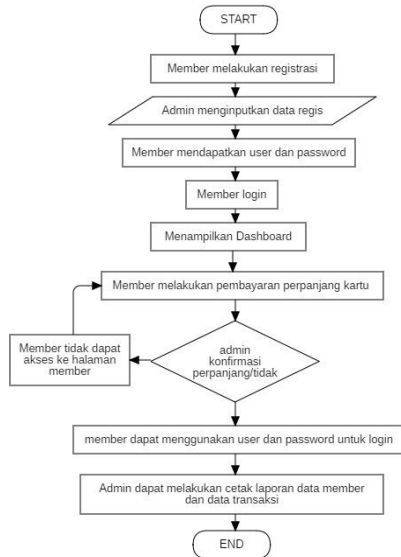 START
Member melakukan registrasi
Admin menginputkan data regis
Member mendapatkan user dan password
Member login
Menampilkan Dashboard
Member melakukan pembayaran perpanjang kartu
Member tidak dapat
akses ke halaman
member
admin
konfirmasi
perpanjang/tidak
member dapat menggunakan user dan password untuk login
Admin dapat melakukan cetak laporan data member
dan data transaksi
END